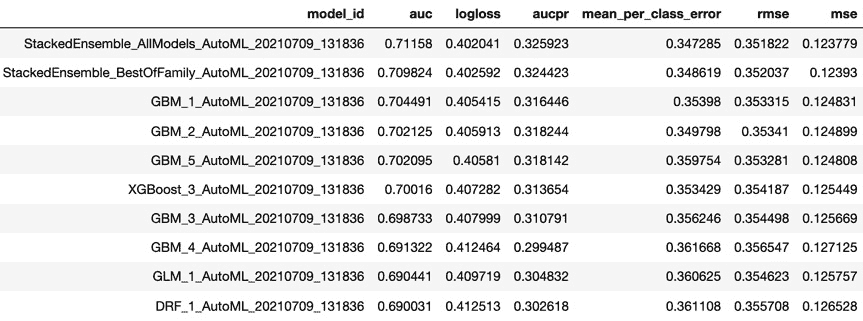 model_id auc logloss aucpr mean_per_class_error rmse mse
StackedEnsemble_AllModels_AutoML_20210709_131836 0.71158 0.402041 0.325923 0.347285 0.351822 0.123779
StackedEnsemble_BestOfFamily_AutoML_20210709_131836 0.709824 0.402592 0.324423 0.348619 0.352037 0.12393
GBM_1_AutoML_20210709_131836 0.704491 0.405415 0.316446 0.35398 0.353315 0.124831
GBM_2_AutoML_20210709_131836 0.702125 0.405913 0.318244 0.349798 0.35341 0.124899
GBM_5_AutoML_20210709_131836 0.702095 0.40581 0.318142 0.359754 0.353281 0.124808
XGBoost_3_AutoML_20210709_131836 0.70016 0.407282 0.313654 0.353429 0.354187 0.125449
GBM_3_AutoML_20210709_131836 0.698733 0.407999 0.310791 0.356246 0.354498 0.125669
GBM_4_AutoML_20210709_131836 0.691322 0.412464 0.299487 0.361668 0.356547 0.127125
GLM_1_AutoML_20210709_131836 0.690441 0.409719 0.304832 0.360625 0.354623 0.125757
DRF_1_AutoML_20210709_131836 0.690031 0.412513 0.302618 0.361108 0.355708 0.126528